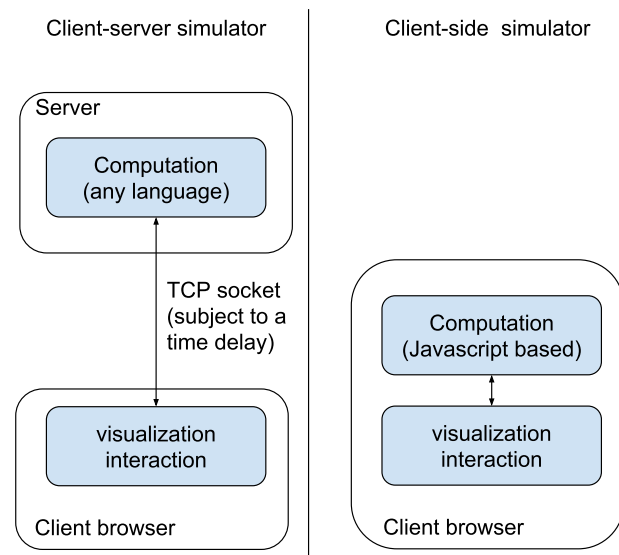 Client-server simulator
Server
Computation
(any language)
TCP socket
(subject to a
time delay)
visualization
interaction
Client browser
Client-side simulator
Computation
(Javascript based)
visualization
interaction
Client browser